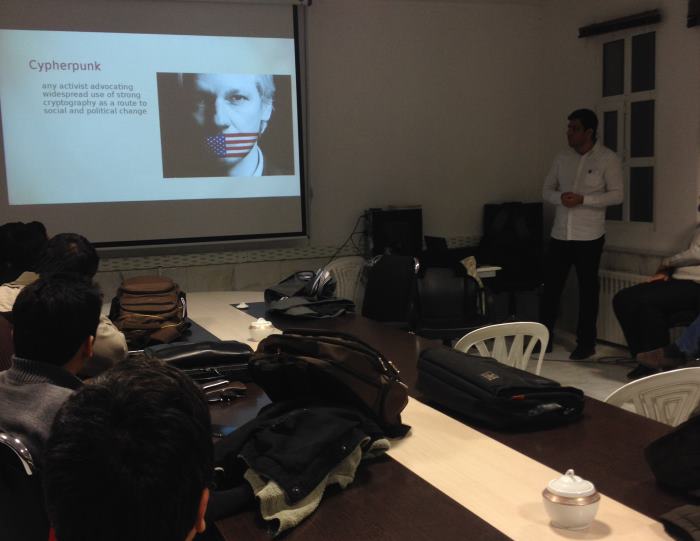 Cypherpunk
any activist advocating
widespread use of strong
cryptography as a route to
social and political change